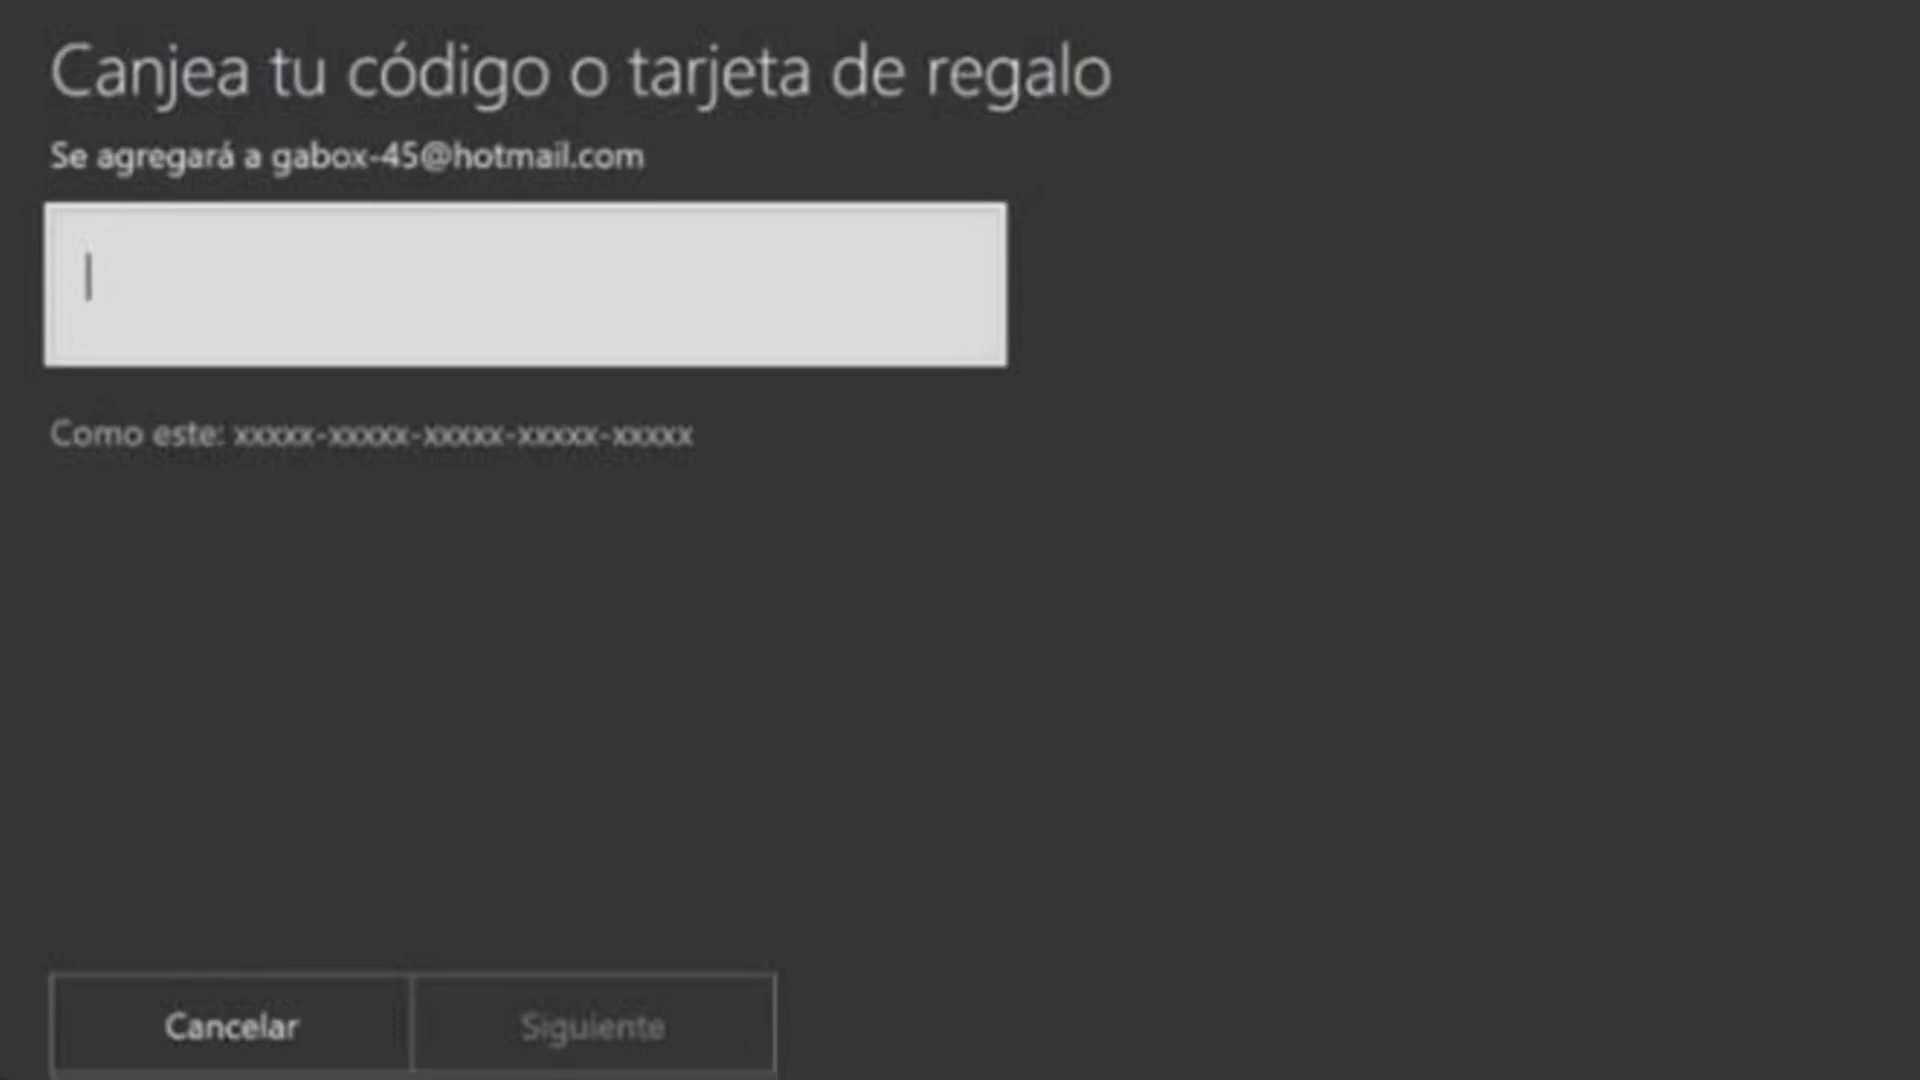 Canjea tu código o tarjeta de regalo
Se agregará a gabox-45@hotmail.com
Como este: xxxxx-xxxxx-xxxxx-xxxxx-xxxxx
Cancelar
Siguiente